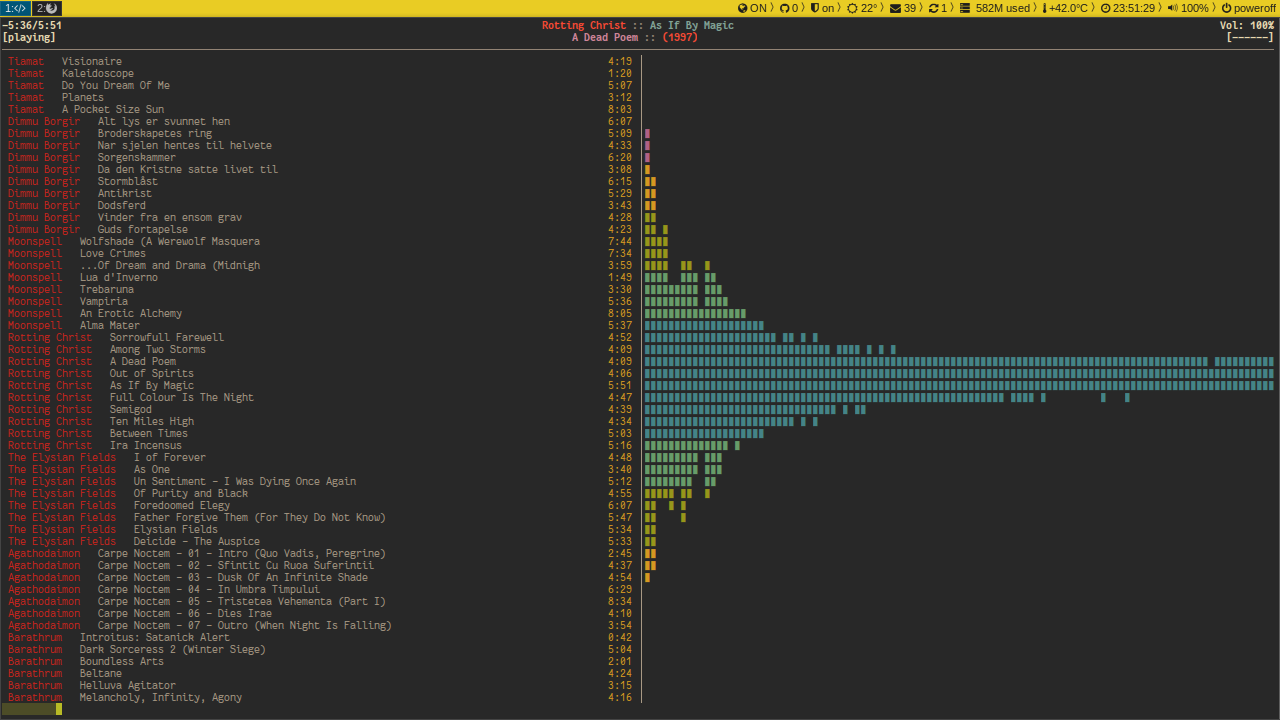 1: 2: ON ⟩ 0 ⟩ on ⟩ 22° ⟩ 39 ⟩ 1 ⟩ 582M used ⟩ +42.0°C ⟩ 23:51:29 ⟩ 100% ⟩ poweroff
-5:36/5:51 Rotting Christ :: As If By Magic Vol: 100%
[playing] A Dead Poem :: (1997) [------]
Tiamat Visionaire 4:19
Tiamat Kaleidoscope 1:20
Tiamat Do You Dream Of Me 5:07
Tiamat Planets 3:12
Tiamat A Pocket Size Sun 8:03
Dimmu Borgir Alt lys er svunnet hen 6:07
Dimmu Borgir Broderskapetes ring 5:09
Dimmu Borgir Nar sjelen hentes til helvete 4:33
Dimmu Borgir Sorgenskammer 6:20
Dimmu Borgir Da den Kristne satte livet til 3:08
Dimmu Borgir Stormblåst 6:15
Dimmu Borgir Antikrist 5:29
Dimmu Borgir Dodsferd 3:43
Dimmu Borgir Vinder fra en ensom grav 4:28
Dimmu Borgir Guds fortapelse 4:23
Moonspell Wolfshade (A Werewolf Masquera 7:44
Moonspell Love Crimes 7:34
Moonspell ...Of Dream and Drama (Midnigh 3:59
Moonspell Lua d'Inverno 1:49
Moonspell Trebaruna 3:30
Moonspell Vampiria 5:36
Moonspell An Erotic Alchemy 8:05
Moonspell Alma Mater 5:37
Rotting Christ Sorrowfull Farewell 4:52
Rotting Christ Among Two Storms 4:09
Rotting Christ A Dead Poem 4:09
Rotting Christ Out of Spirits 4:06
Rotting Christ As If By Magic 5:51
Rotting Christ Full Colour Is The Night 4:47
Rotting Christ Semigod 4:39
Rotting Christ Ten Miles High 4:34
Rotting Christ Between Times 5:03
Rotting Christ Ira Incensus 5:16
The Elysian Fields I of Forever 4:48
The Elysian Fields As One 3:40
The Elysian Fields Un Sentiment - I Was Dying Once Again 5:12
The Elysian Fields Of Purity and Black 4:55
The Elysian Fields Foredoomed Elegy 6:07
The Elysian Fields Father Forgive Them (For They Do Not Know) 5:47
The Elysian Fields Elysian Fields 5:34
The Elysian Fields Deicide - The Auspice 5:33
Agathodaimon Carpe Noctem - 01 - Intro (Quo Vadis, Peregrine) 2:45
Agathodaimon Carpe Noctem - 02 - Sfintit Cu Ruoa Suferintii 4:37
Agathodaimon Carpe Noctem - 03 - Dusk Of An Infinite Shade 4:54
Agathodaimon Carpe Noctem - 04 - In Umbra Timpului 6:29
Agathodaimon Carpe Noctem - 05 - Tristetea Vehementa (Part I) 8:34
Agathodaimon Carpe Noctem - 06 - Dies Irae 4:10
Agathodaimon Carpe Noctem - 07 - Outro (When Night Is Falling) 3:54
Barathrum Introitus: Satanick Alert 0:42
Barathrum Dark Sorceress 2 (Winter Siege) 5:04
Barathrum Boundless Arts 2:01
Barathrum Beltane 4:24
Barathrum Helluva Agitator 3:15
Barathrum Melancholy, Infinity, Agony 4:16